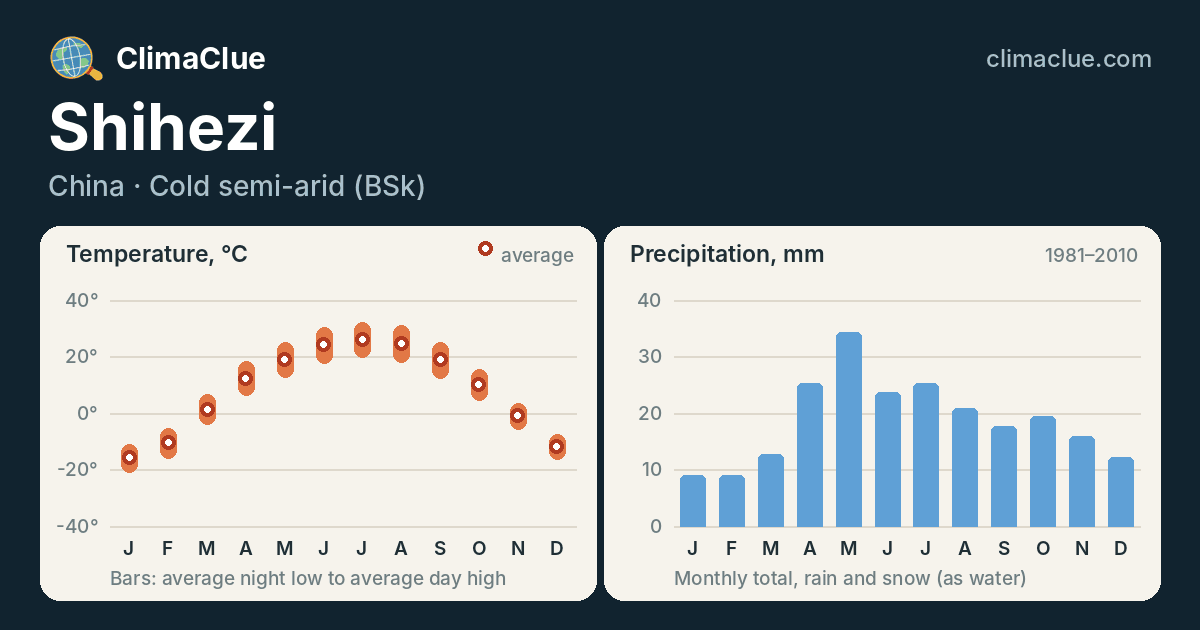 ClimaClue
climaclue.com
Shihezi
China · Cold semi-arid (BSk)
Temperature, °C
average
40°
20°
0°
-20°
-40°
J F M A M J J A S O N D
Bars: average night low to average day high
Precipitation, mm
1981–2010
40
30
20
10
0
J F M A M J J A S O N D
Monthly total, rain and snow (as water)